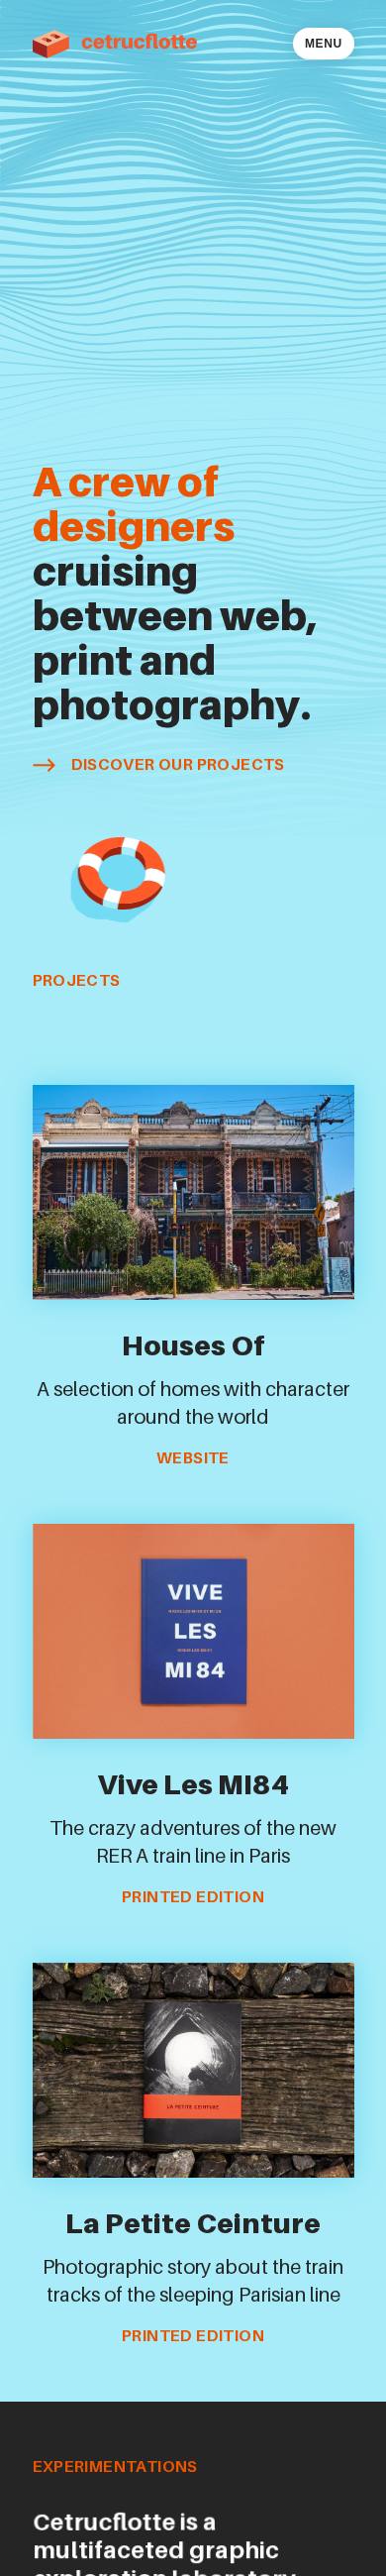 cetrucflotte
MENU
A crew of
designers
cruising
between web,
print and
photography.
DISCOVER OUR PROJECTS
PROJECTS
Houses Of
A selection of homes with character
around the world
WEBSITE
VIVE
LES
MI 84
Vive Les MI84
The crazy adventures of the new
RER A train line in Paris
PRINTED EDITION
LA PETITE CEINTURE
La Petite Ceinture
Photographic story about the train
tracks of the sleeping Parisian line
PRINTED EDITION
EXPERIMENTATIONS
Cetrucflotte is a
multifaceted graphic
exploration laboratory